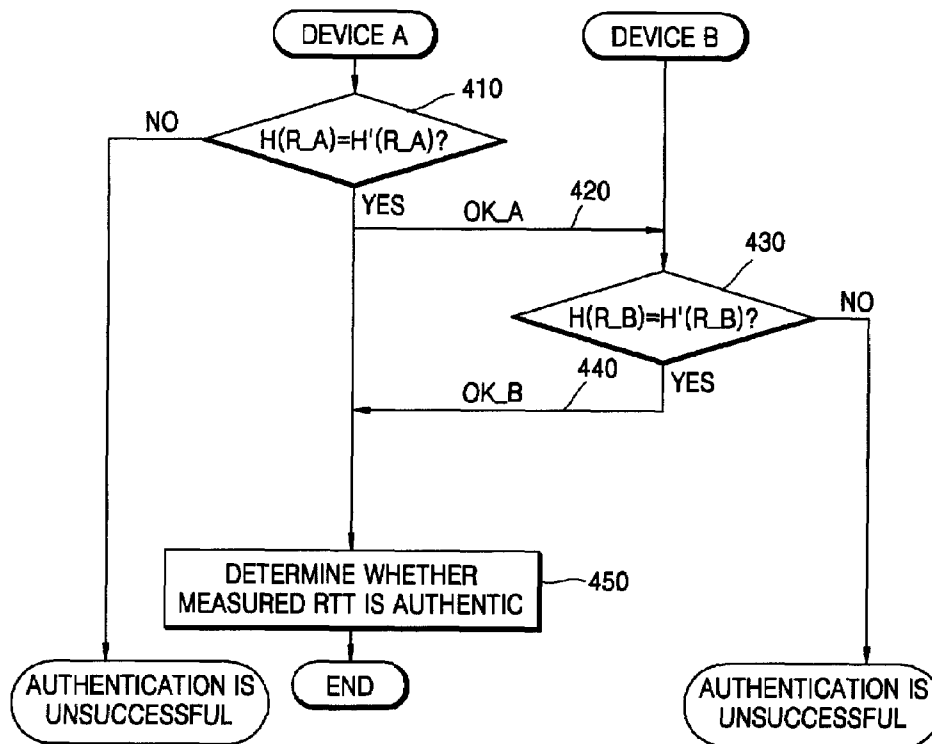 DEVICE A
DEVICE B
410
NO
H(R_A)=H'(R_A)?
YES
OK_A
420
430
H(R_B)=H'(R_B)?
NO
YES
OK_B
440
DETERMINE WHETHER
MEASURED RTT IS AUTHENTIC
450
AUTHENTICATION IS
UNSUCCESSFUL
END
AUTHENTICATION IS
UNSUCCESSFUL